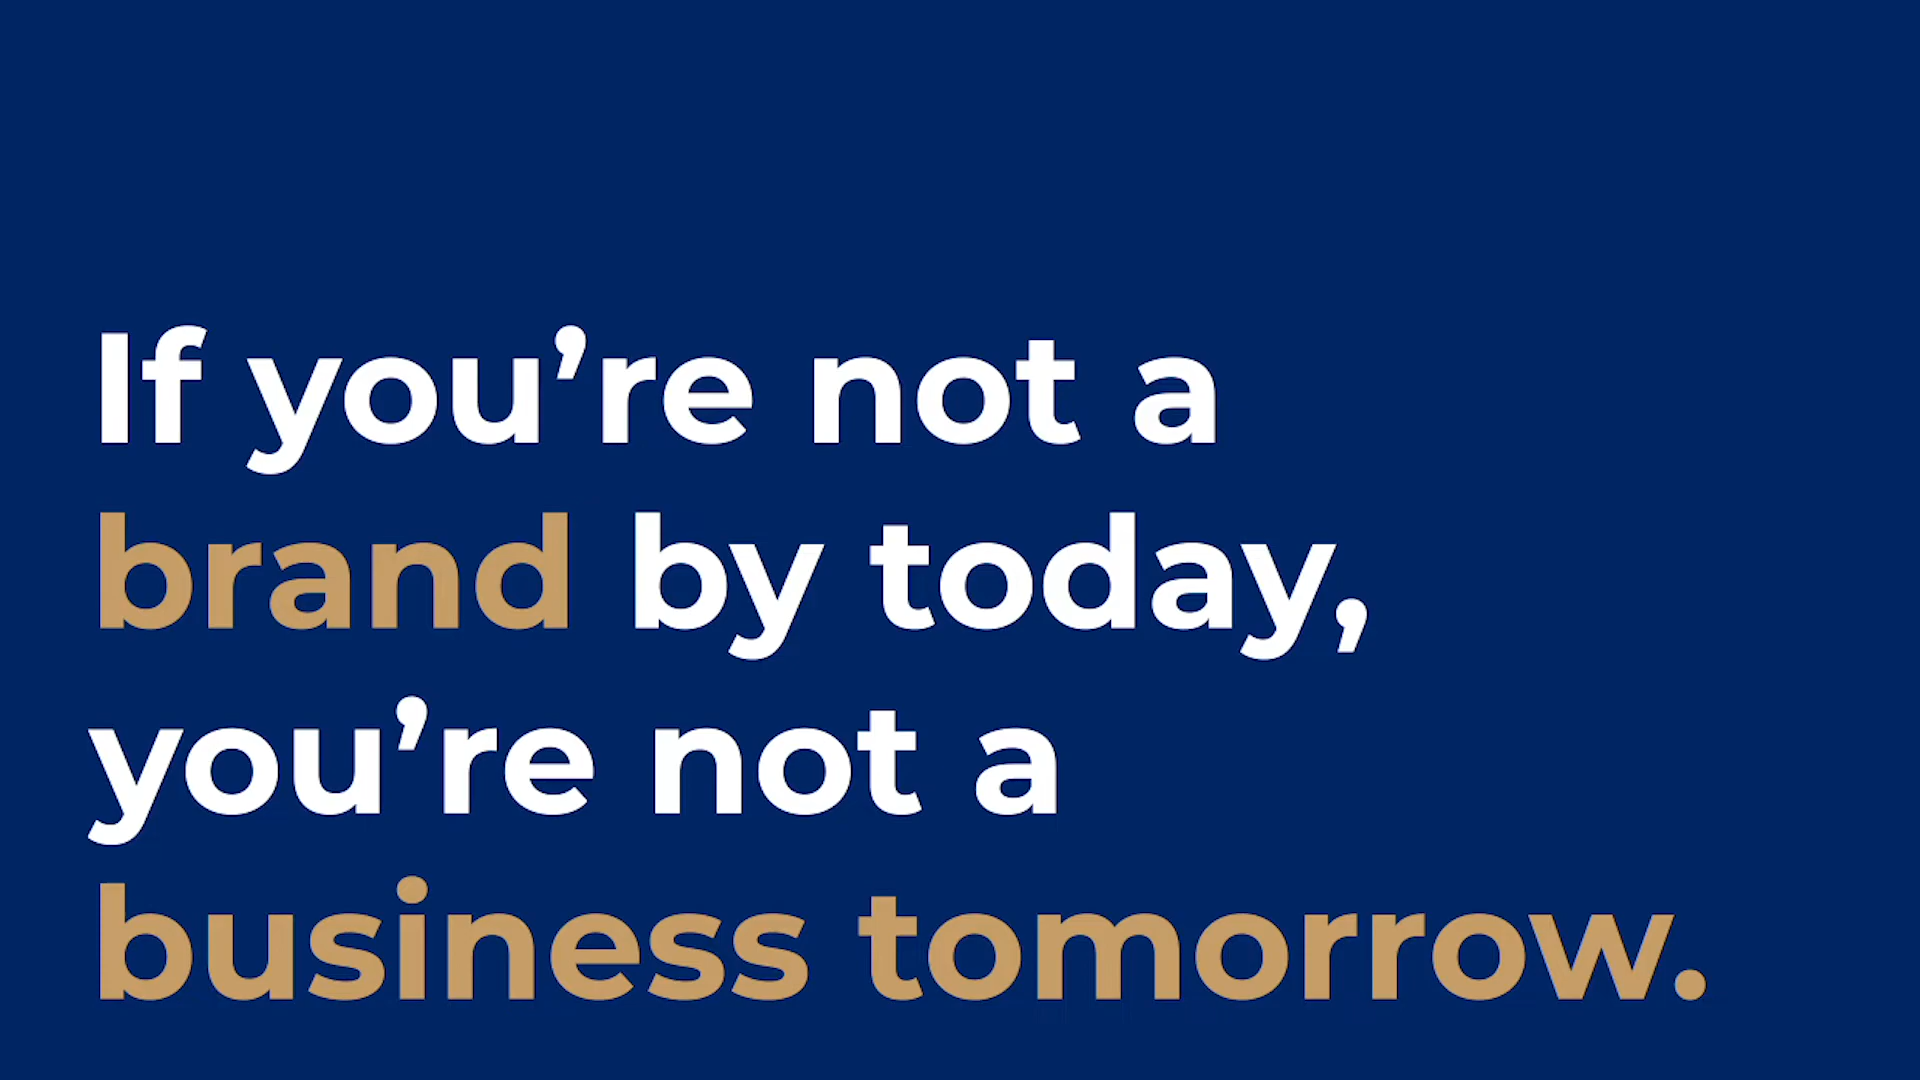 If you’re not a
brand by today,
you’re not a
business tomorrow.